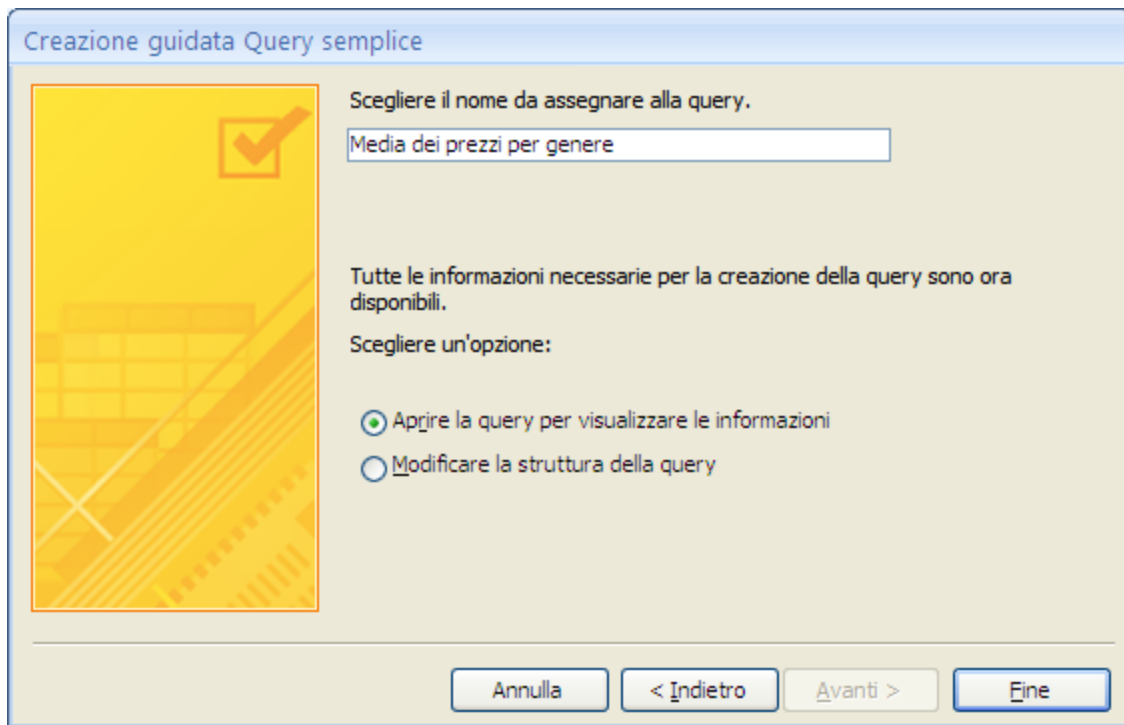 Creazione guidata Query semplice
Scegliere il nome da assegnare alla query.
Media dei prezzi per genere
Tutte le informazioni necessarie per la creazione della query sono ora
disponibili.
Scegliere un'opzione:
Aprire la query per visualizzare le informazioni
Modificare la struttura della query
Annulla
< Indietro
Avanti >
Fine